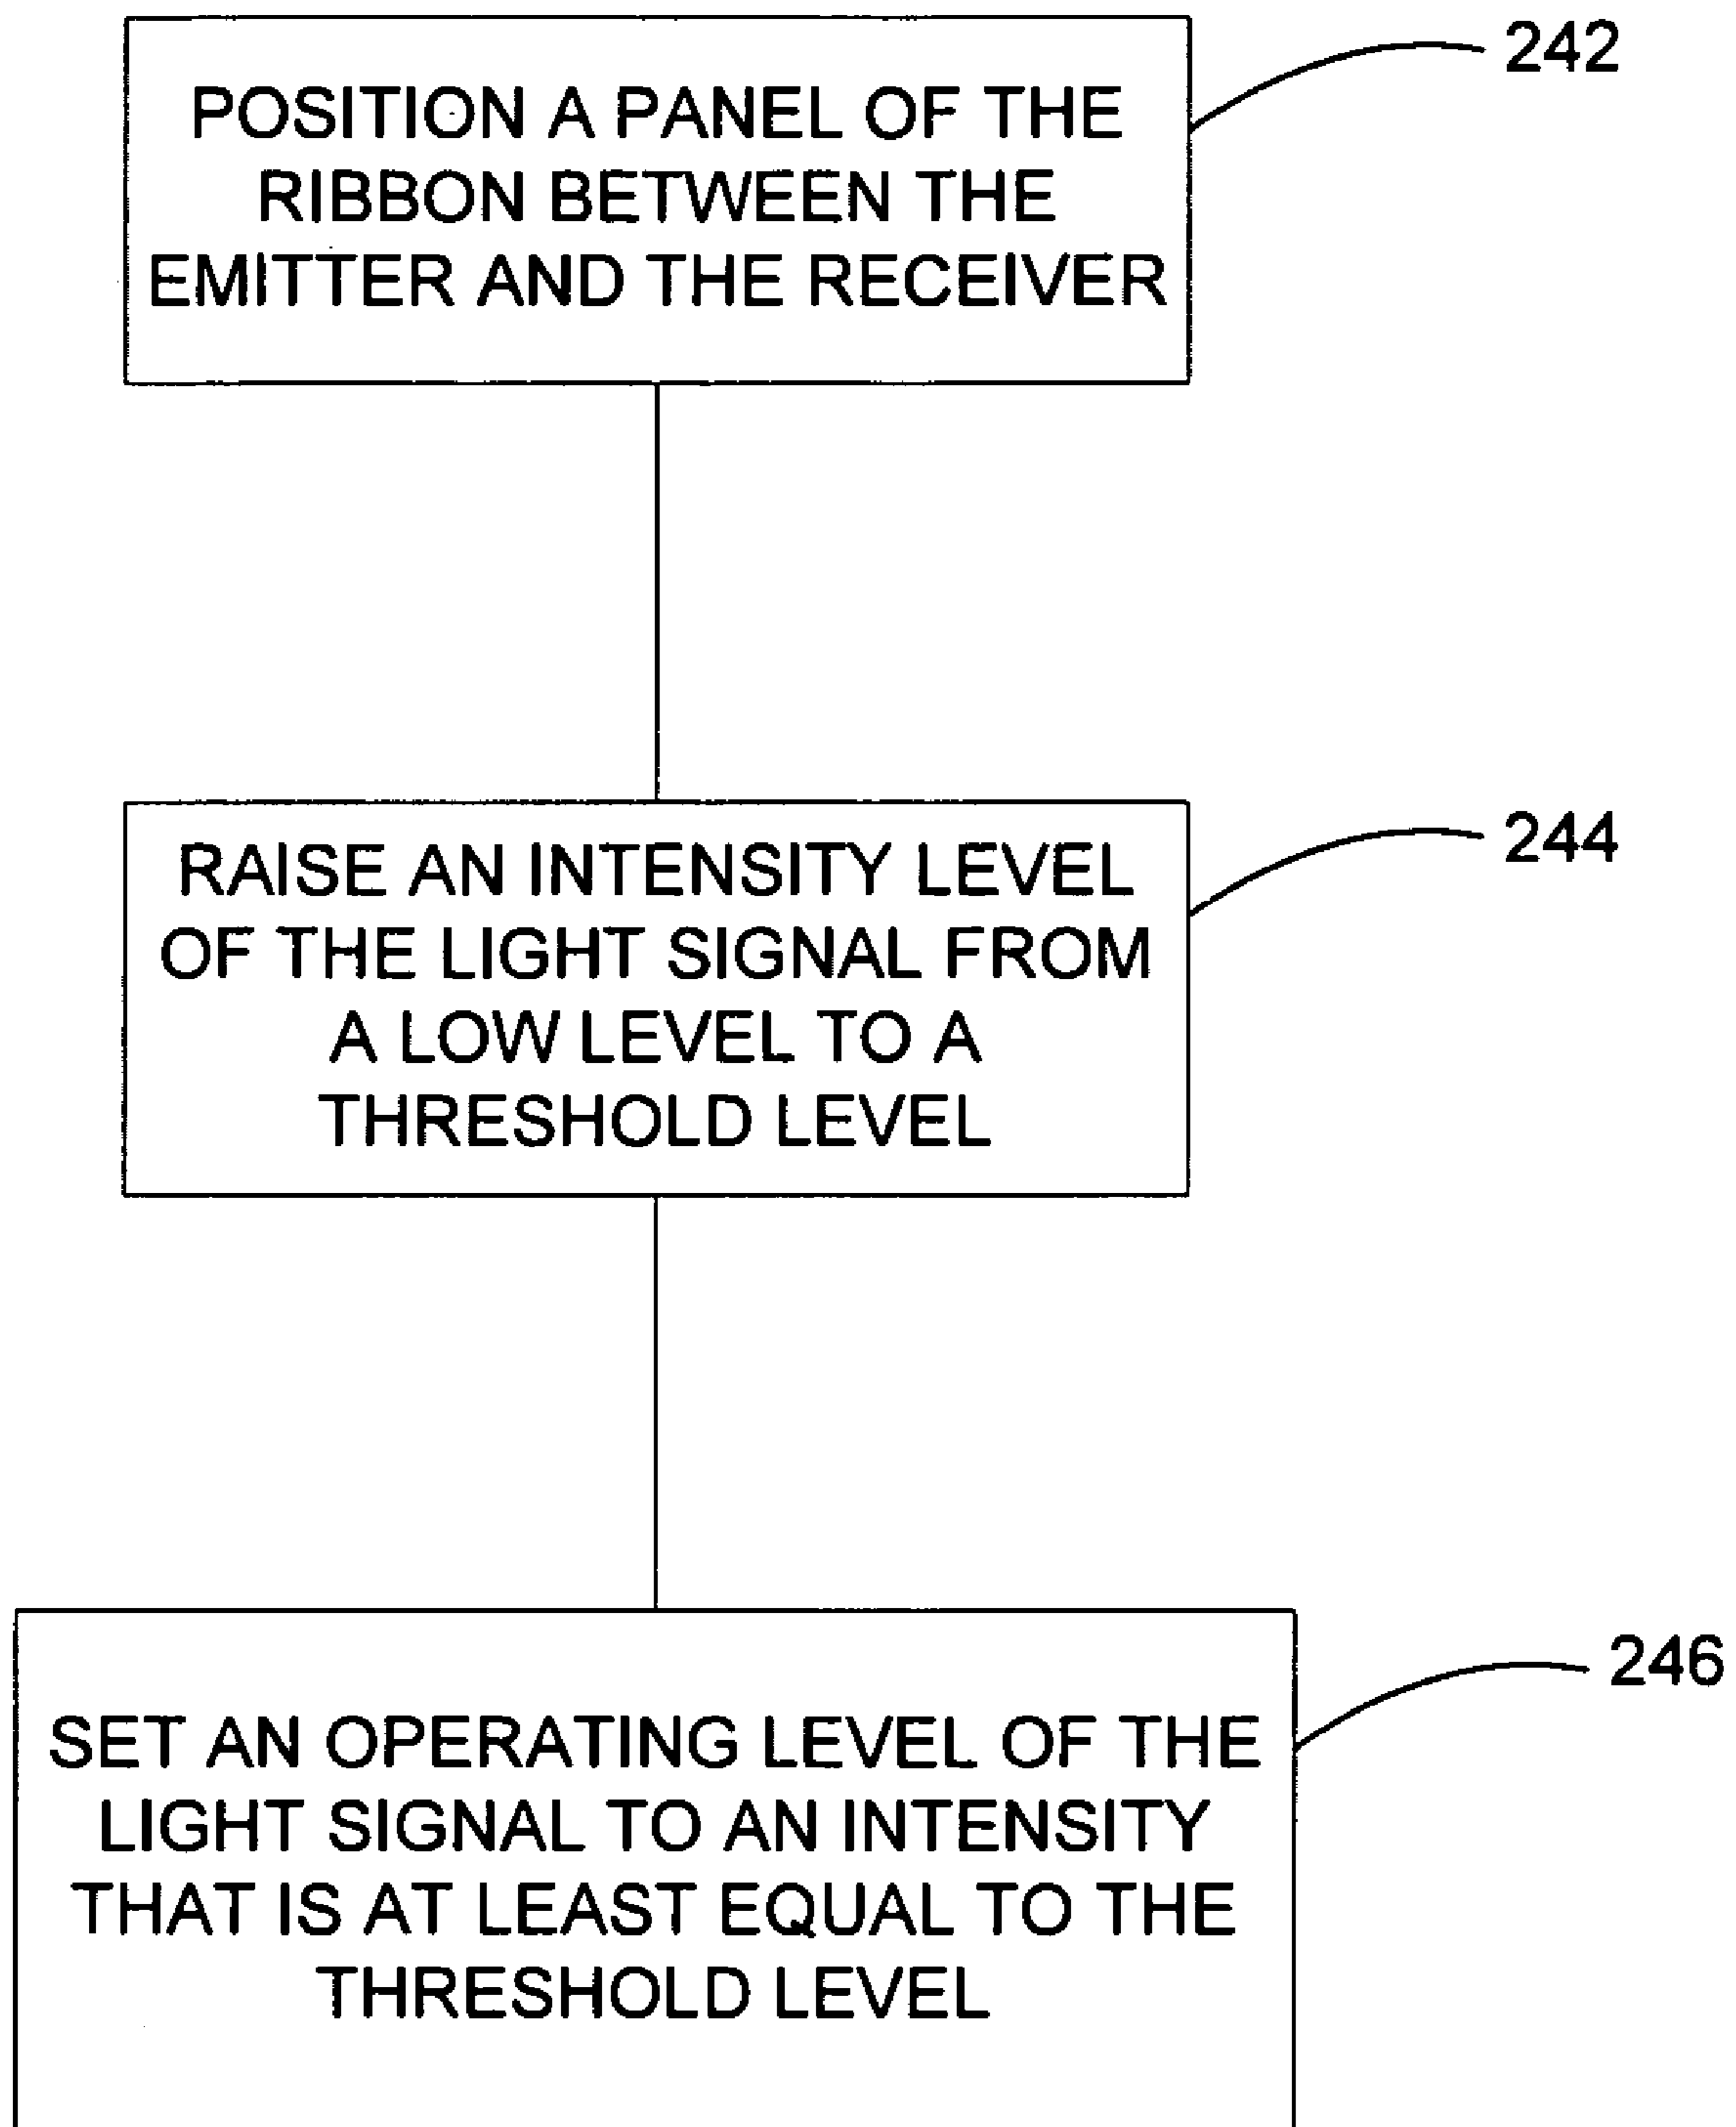 POSITION A PANEL OF THE
RIBBON BETWEEN THE
EMITTER AND THE RECEIVER
242
RAISE AN INTENSITY LEVEL
OF THE LIGHT SIGNAL FROM
A LOW LEVEL TO A
THRESHOLD LEVEL
244
SET AN OPERATING LEVEL OF THE
LIGHT SIGNAL TO AN INTENSITY
THAT IS AT LEAST EQUAL TO THE
THRESHOLD LEVEL
246